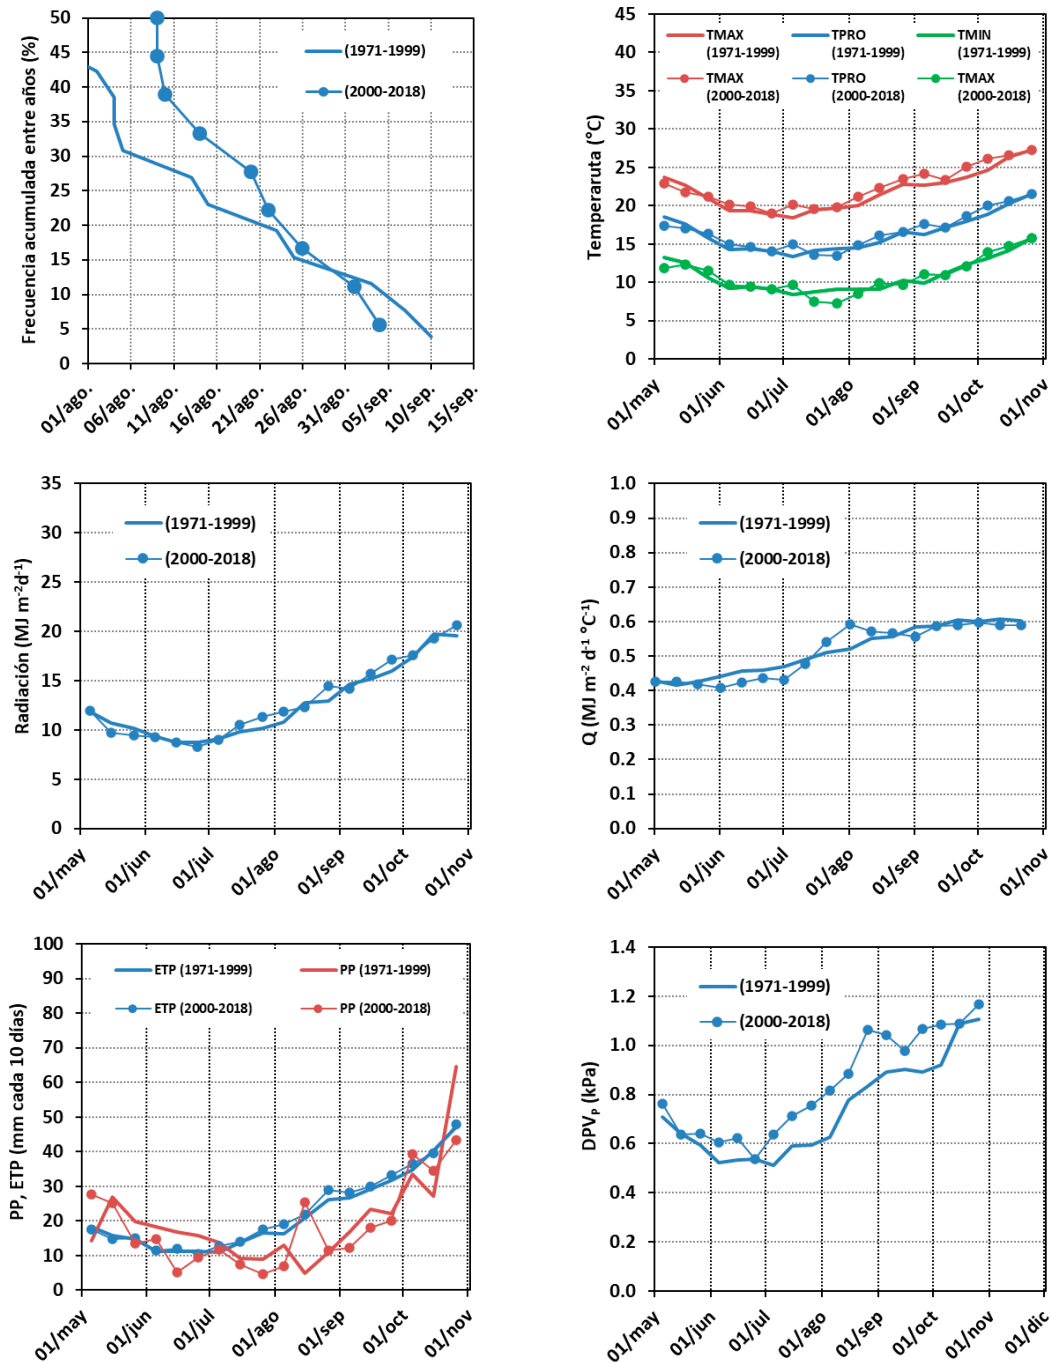 Frecuencia acumulada entre años (%)
50
45
40
35
30
25
20
15
10
5
0
(1971-1999)
(2000-2018)
01/ago.
06/ago.
11/ago.
16/ago.
21/ago.
26/ago.
31/ago.
05/sep.
10/sep.
15/sep.
Temperaruta (°C)
45
40
35
30
25
20
15
10
5
0
TMAX TPRO TMIN
(1971-1999) (1971-1999) (1971-1999)
TMAX TPRO TMAX
(2000-2018) (2000-2018) (2000-2018)
01/may
01/jun
01/jul
01/ago
01/sep
01/oct
01/nov
Radiación (MJ m-2d-1)
35
30
25
20
15
10
5
0
(1971-1999)
(2000-2018)
01/may
01/jun
01/jul
01/ago
01/sep
01/oct
01/nov
Q (MJ m-2 d-1 °C-1)
1.0
0.9
0.8
0.7
0.6
0.5
0.4
0.3
0.2
0.1
0.0
(1971-1999)
(2000-2018)
01/may
01/jun
01/jul
01/ago
01/sep
01/oct
01/nov
PP, ETP (mm cada 10 días)
100
90
80
70
60
50
40
30
20
10
0
ETP (1971-1999) PP (1971-1999)
ETP (2000-2018) PP (2000-2018)
01/may
01/jun
01/jul
01/ago
01/sep
01/oct
01/nov
DPVP (kPa)
1.4
1.2
1.0
0.8
0.6
0.4
0.2
0.0
(1971-1999)
(2000-2018)
01/may
01/jun
01/jul
01/ago
01/sep
01/oct
01/nov
01/dic